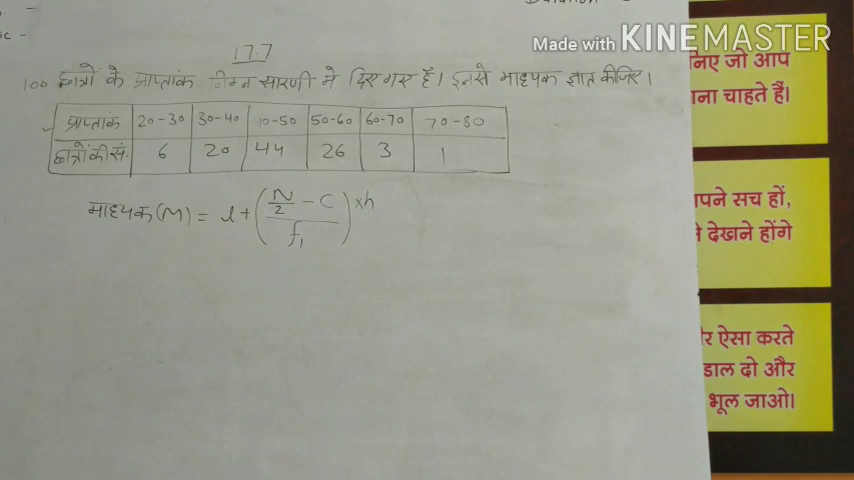 Made with KINEMASTER
17.7
100 छात्रों के प्राप्तांक निम्न सारणी मे दिए गए हैं। इनसे माध्यक ज्ञात कीजिए।
प्राप्तांक 20-30 30-40 40-50 50-60 60-70 70-80
छात्रों की सं. 6 20 44 26 3 1
माध्यक (M) = l + ( (N/2 - C) / f₁ ) × h
निए जो आप
ाना चाहते हैं।
पने सच हों,
देखने होंगे
र ऐसा करते
डाल दो और
भूल जाओ।